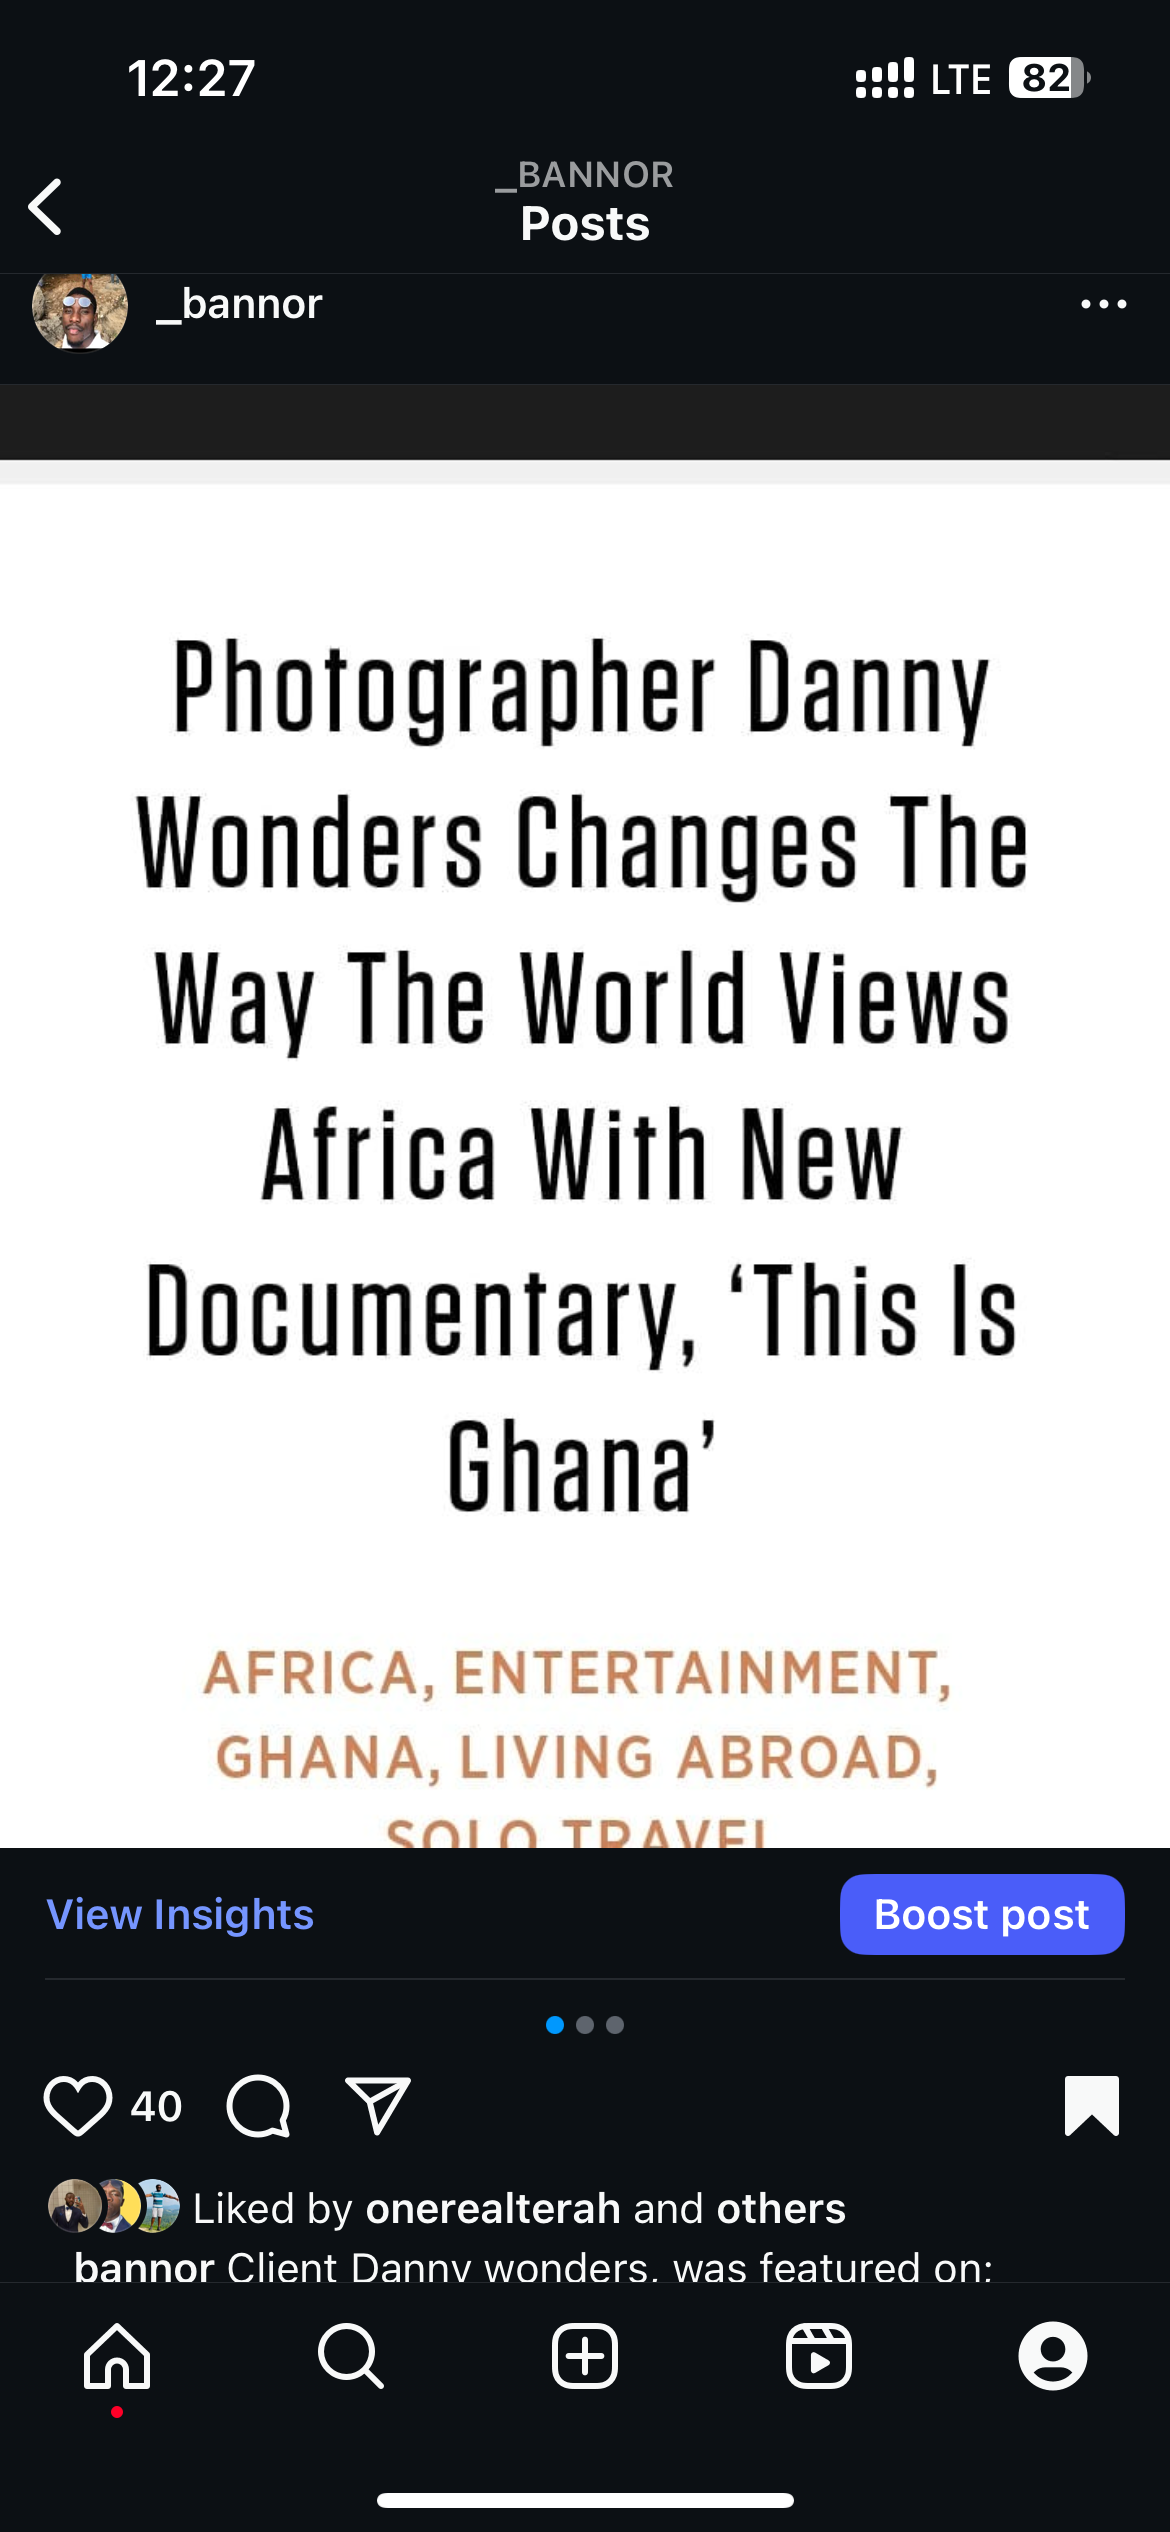 12:27
LTE 82
_BANNOR
Posts
_bannor
Photographer Danny
Wonders Changes The
Way The World Views
Africa With New
Documentary, ‘This Is
Ghana’
AFRICA, ENTERTAINMENT,
GHANA, LIVING ABROAD,
SOLO TRAVEL
View Insights
Boost post
40
Liked by onerealterah and others
bannor Client Danny wonders, was featured on: